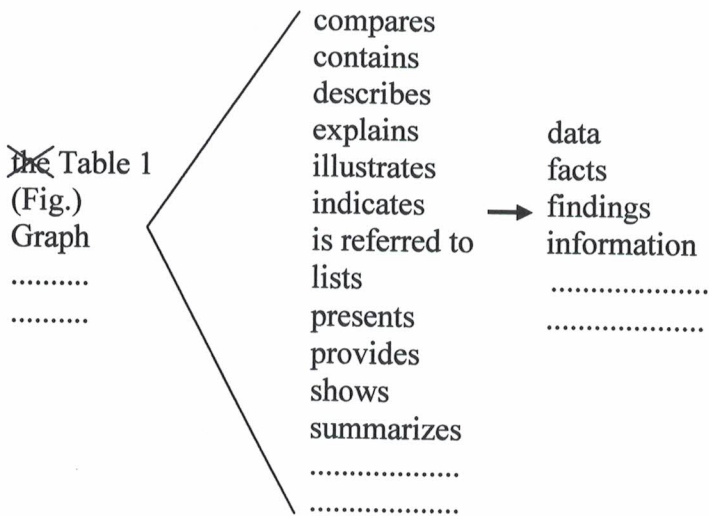 the Table 1
(Fig.)
Graph
..........
..........
compares
contains
describes
explains
illustrates
indicates
is referred to
lists
presents
provides
shows
summarizes
...................
...................
data
facts
findings
information
....................
....................